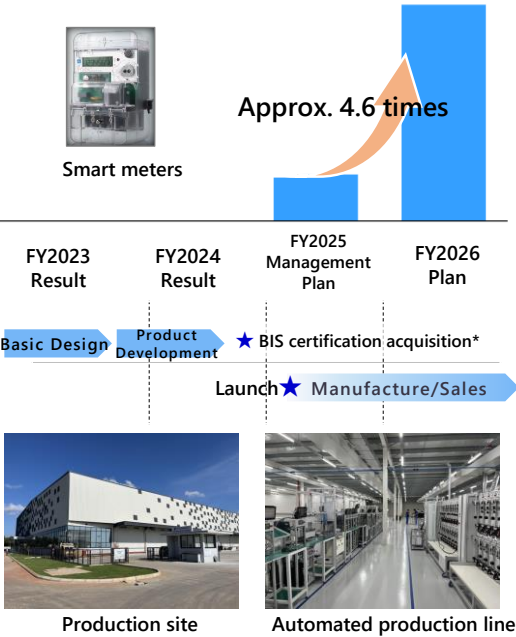 Approx. 4.6 times
Smart meters
FY2023
Result
FY2024
Result
FY2025
Management
Plan
FY2026
Plan
Basic Design
Product
Development
★ BIS certification acquisition*
Launch★ Manufacture/Sales
Production site
Automated production line